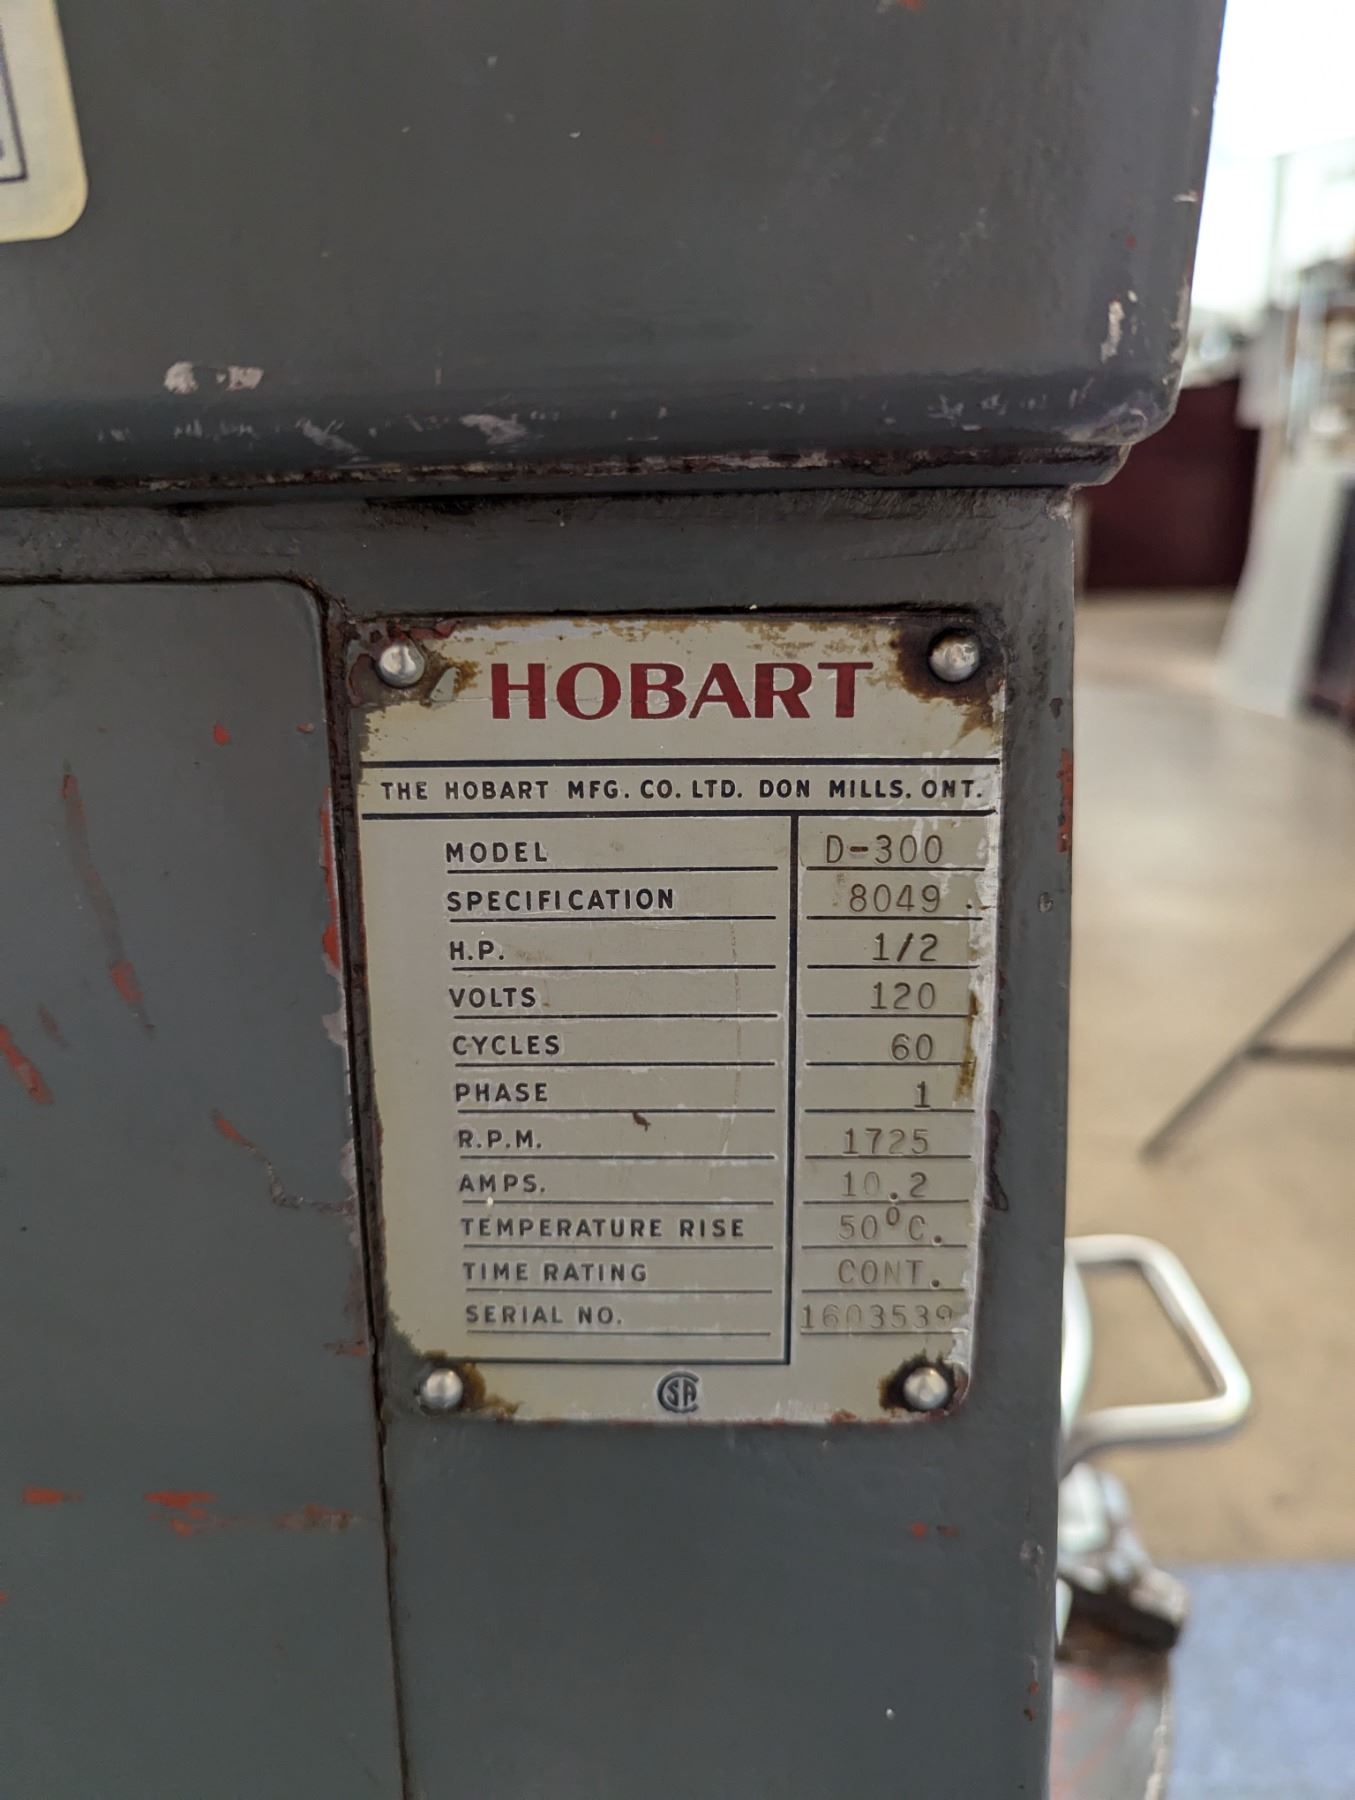 HOBART
THE HOBART MFG. CO. LTD. DON MILLS. ONT.
MODEL D-300
SPECIFICATION 8049
H.P. 1/2
VOLTS 120
CYCLES 60
PHASE 1
R.P.M. 1725
AMPS. 10.2
TEMPERATURE RISE 50°C.
TIME RATING CONT.
SERIAL NO. 1603539
CSA